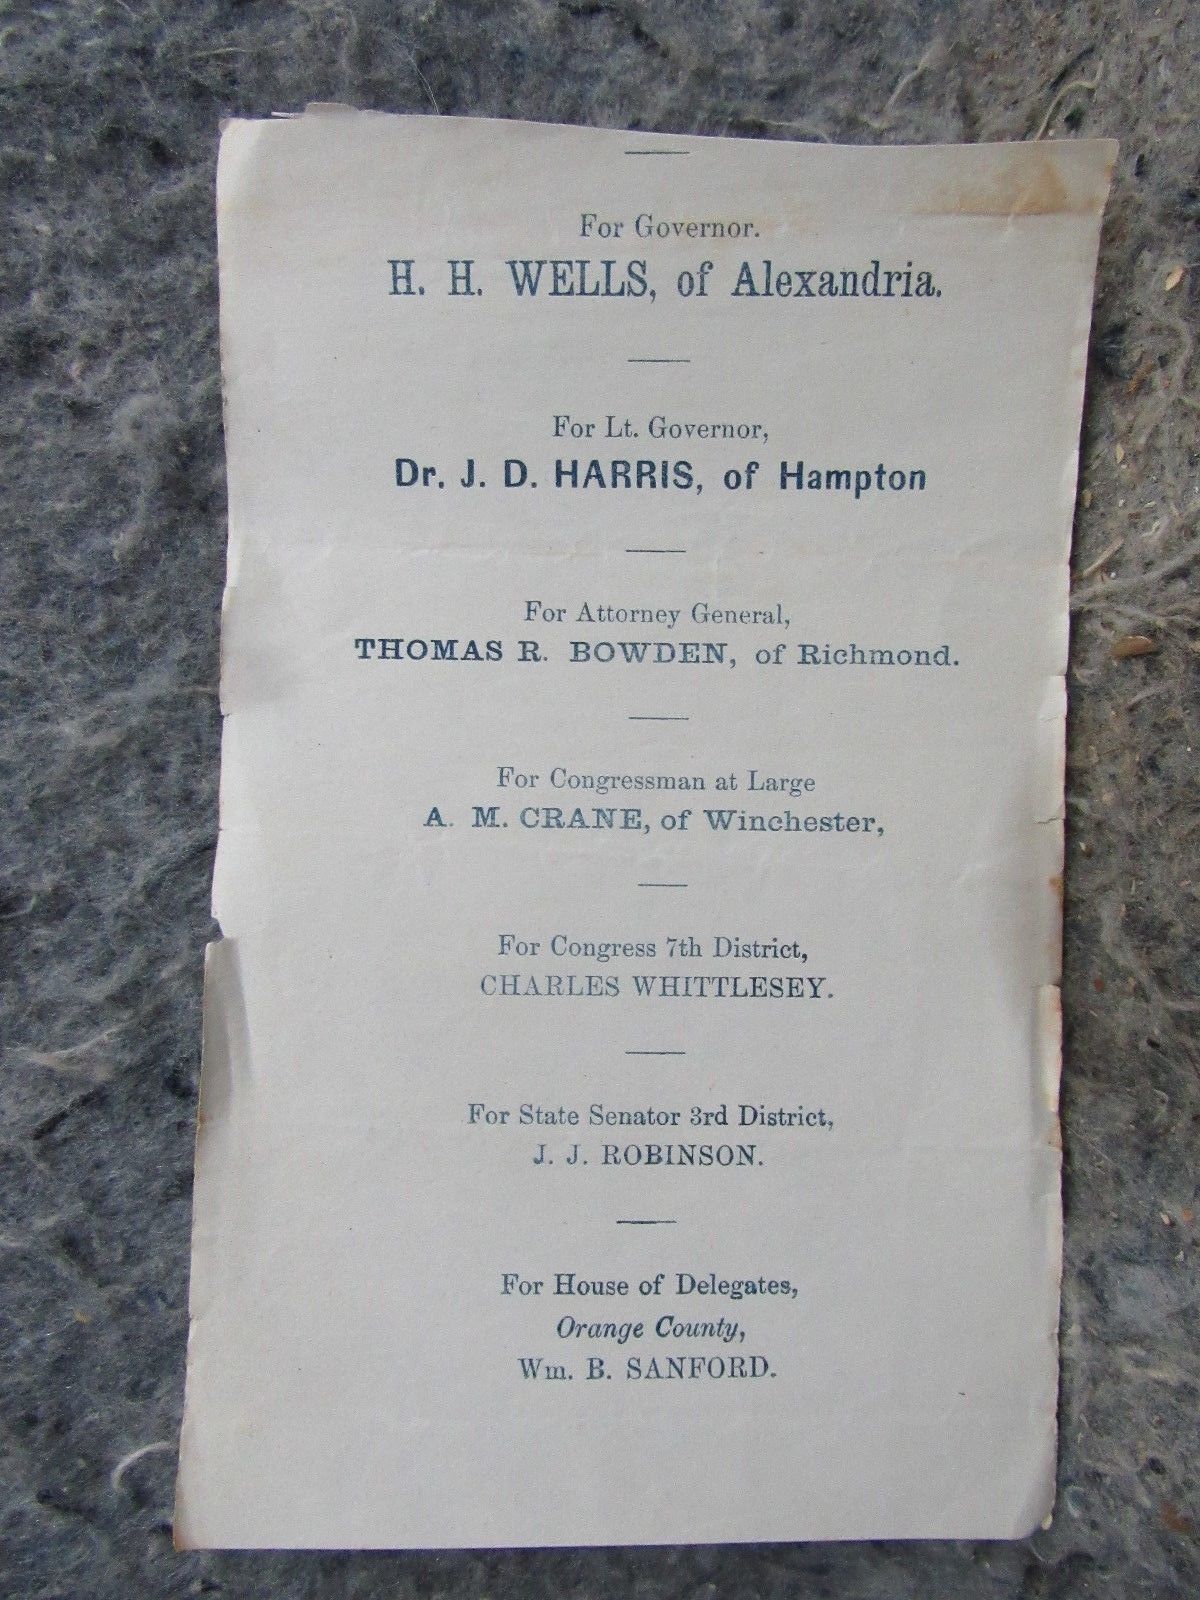 For Governor.
H. H. WELLS, of Alexandria.
For Lt. Governor,
Dr. J. D. HARRIS, of Hampton
For Attorney General,
THOMAS R. BOWDEN, of Richmond.
For Congressman at Large
A. M. CRANE, of Winchester,
For Congress 7th District,
CHARLES WHITTLESEY.
For State Senator 3rd District,
J. J. ROBINSON.
For House of Delegates,
Orange County,
Wm. B. SANFORD.